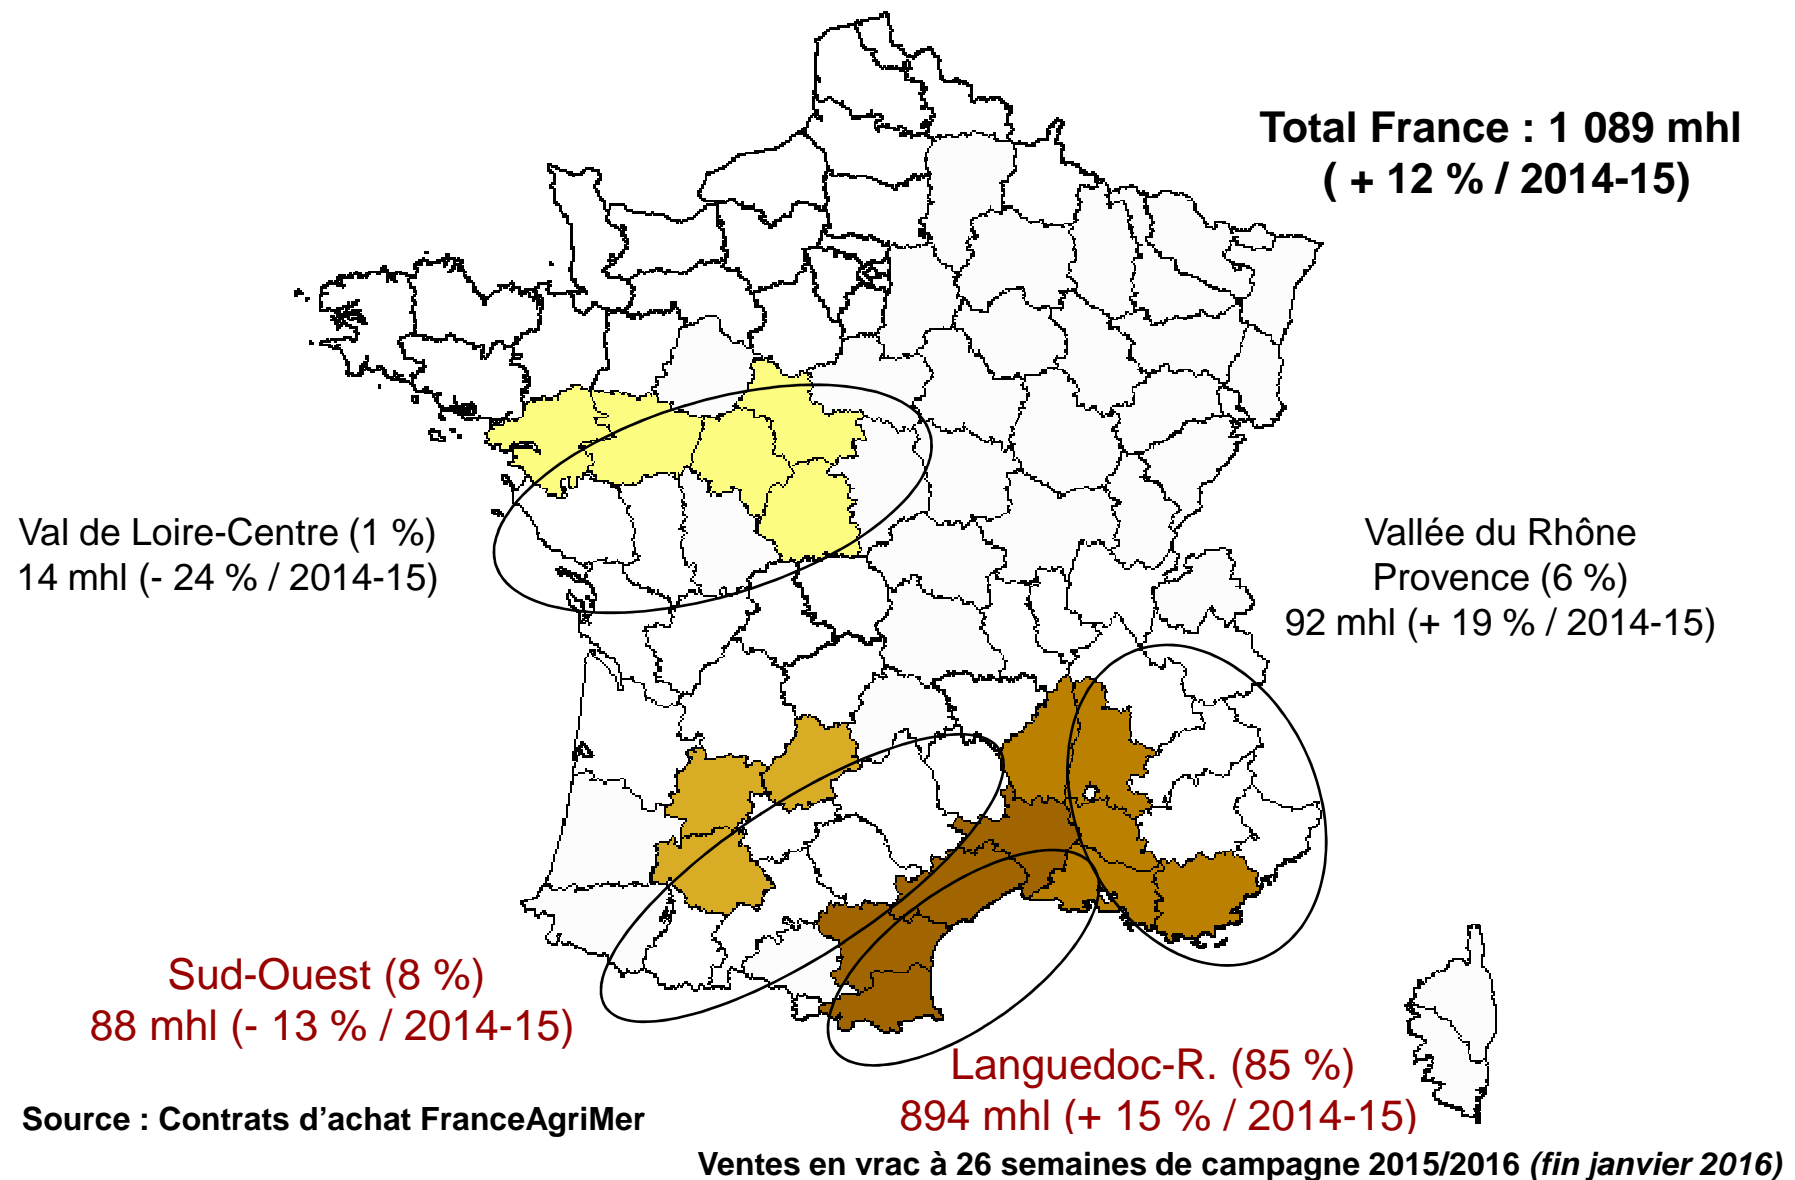 Total France : 1 089 mhl
( + 12 % / 2014-15)
Val de Loire-Centre (1 %)
14 mhl (- 24 % / 2014-15)
Vallée du Rhône
Provence (6 %)
92 mhl (+ 19 % / 2014-15)
Sud-Ouest (8 %)
88 mhl (- 13 % / 2014-15)
Languedoc-R. (85 %)
894 mhl (+ 15 % / 2014-15)
Source : Contrats d'achat FranceAgriMer
Ventes en vrac à 26 semaines de campagne 2015/2016 (fin janvier 2016)